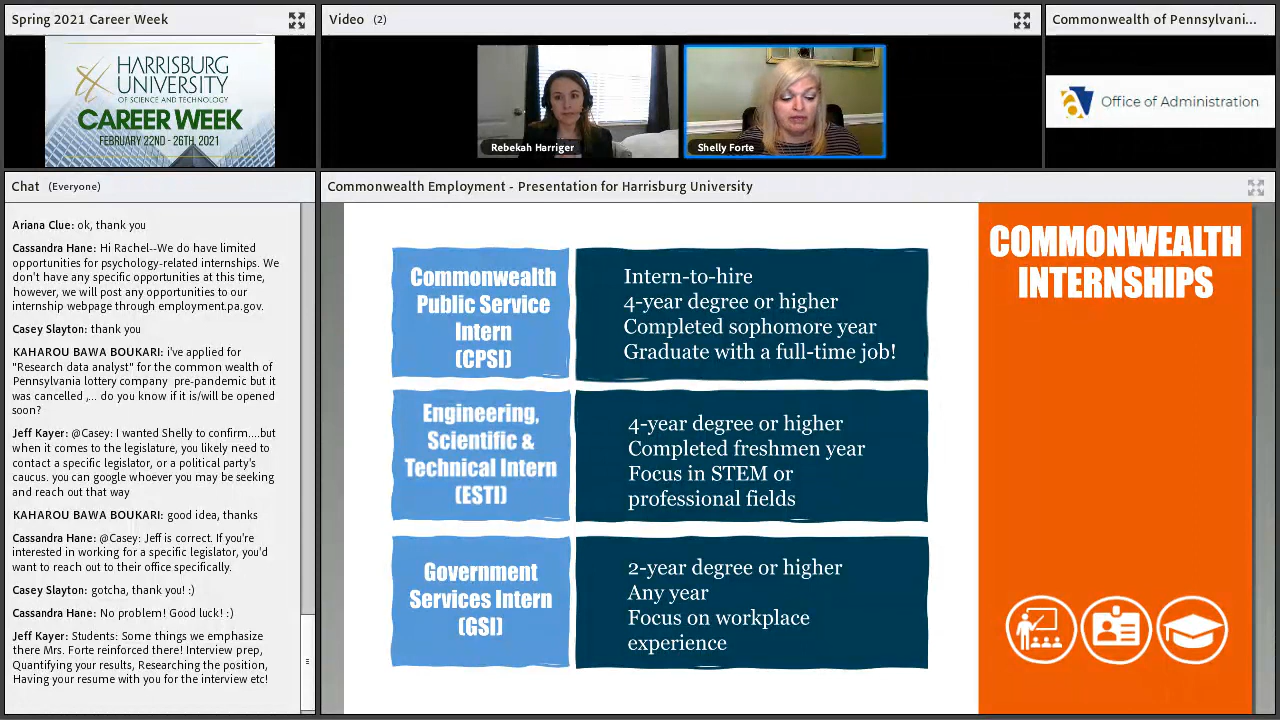 Spring 2021 Career Week
HARRISBURG
UNIVERSITY
OF SCIENCE AND TECHNOLOGY
CAREER WEEK
FEBRUARY 22ND - 26TH, 2021
Video (2)
Rebekah Harriger
Shelly Forte
Commonwealth of Pennsylvani...
Office of Administration
Chat (Everyone)
Ariana Clue: ok, thank you
Cassandra Hane: Hi Rachel--We do have limited
opportunities for psychology-related internships. We
don't have any specific opportunities at this time,
however, we will post any opportunities to our
internship webpage through employment.pa.gov.
Casey Slayton: thank you
KAHAROU BAWA BOUKARI: i've applied for
"Research data analyst" for the common wealth of
Pennsylvania lottery company pre-pandemic but it
was cancelled ,... do you know if it is/will be opened
soon?
Jeff Kayer: @Casey: I wanted Shelly to confirm....but
when it comes to the legislature, you likely need to
contact a specific legislator, or a political party's
caucus. you can google whoever you may be seeking
and reach out that way
KAHAROU BAWA BOUKARI: good idea, thanks
Cassandra Hane: @Casey: Jeff is correct. If you're
interested in working for a specific legislator, you'd
want to reach out to their office specifically.
Casey Slayton: gotcha, thank you! :)
Cassandra Hane: No problem! Good luck! :)
Jeff Kayer: Students: Some things we emphasize
there Mrs. Forte reinforced there! Interview prep,
Quantifying your results, Researching the position,
Having your resume with you for the interview etc!
Commonwealth Employment - Presentation for Harrisburg University
Commonwealth
Public Service
Intern
(CPSI)
Intern-to-hire
4-year degree or higher
Completed sophomore year
Graduate with a full-time job!
Engineering,
Scientific &
Technical Intern
(ESTI)
4-year degree or higher
Completed freshmen year
Focus in STEM or
professional fields
Government
Services Intern
(GSI)
2-year degree or higher
Any year
Focus on workplace
experience
COMMONWEALTH
INTERNSHIPS